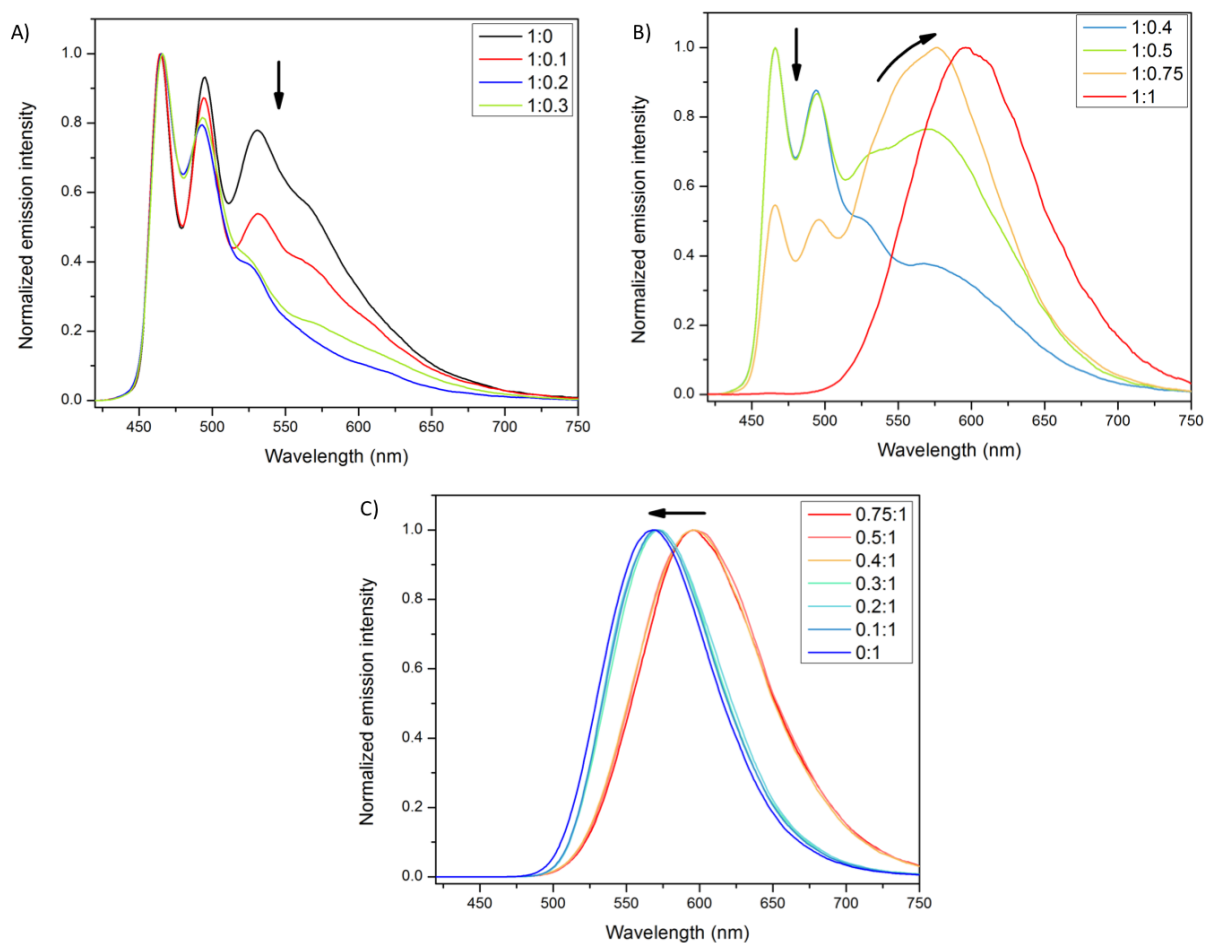 A)
1:0
1:0.1
1:0.2
1:0.3
1.0
0.8
0.6
0.4
0.2
0.0
Normalized emission intensity
450 500 550 600 650 700 750
Wavelength (nm)
B)
1:0.4
1:0.5
1:0.75
1:1
1.0
0.8
0.6
0.4
0.2
0.0
Normalized emission intensity
450 500 550 600 650 700 750
Wavelength (nm)
C)
0.75:1
0.5:1
0.4:1
0.3:1
0.2:1
0.1:1
0:1
1.0
0.8
0.6
0.4
0.2
0.0
Normalized emission intensity
450 500 550 600 650 700 750
Wavelength (nm)